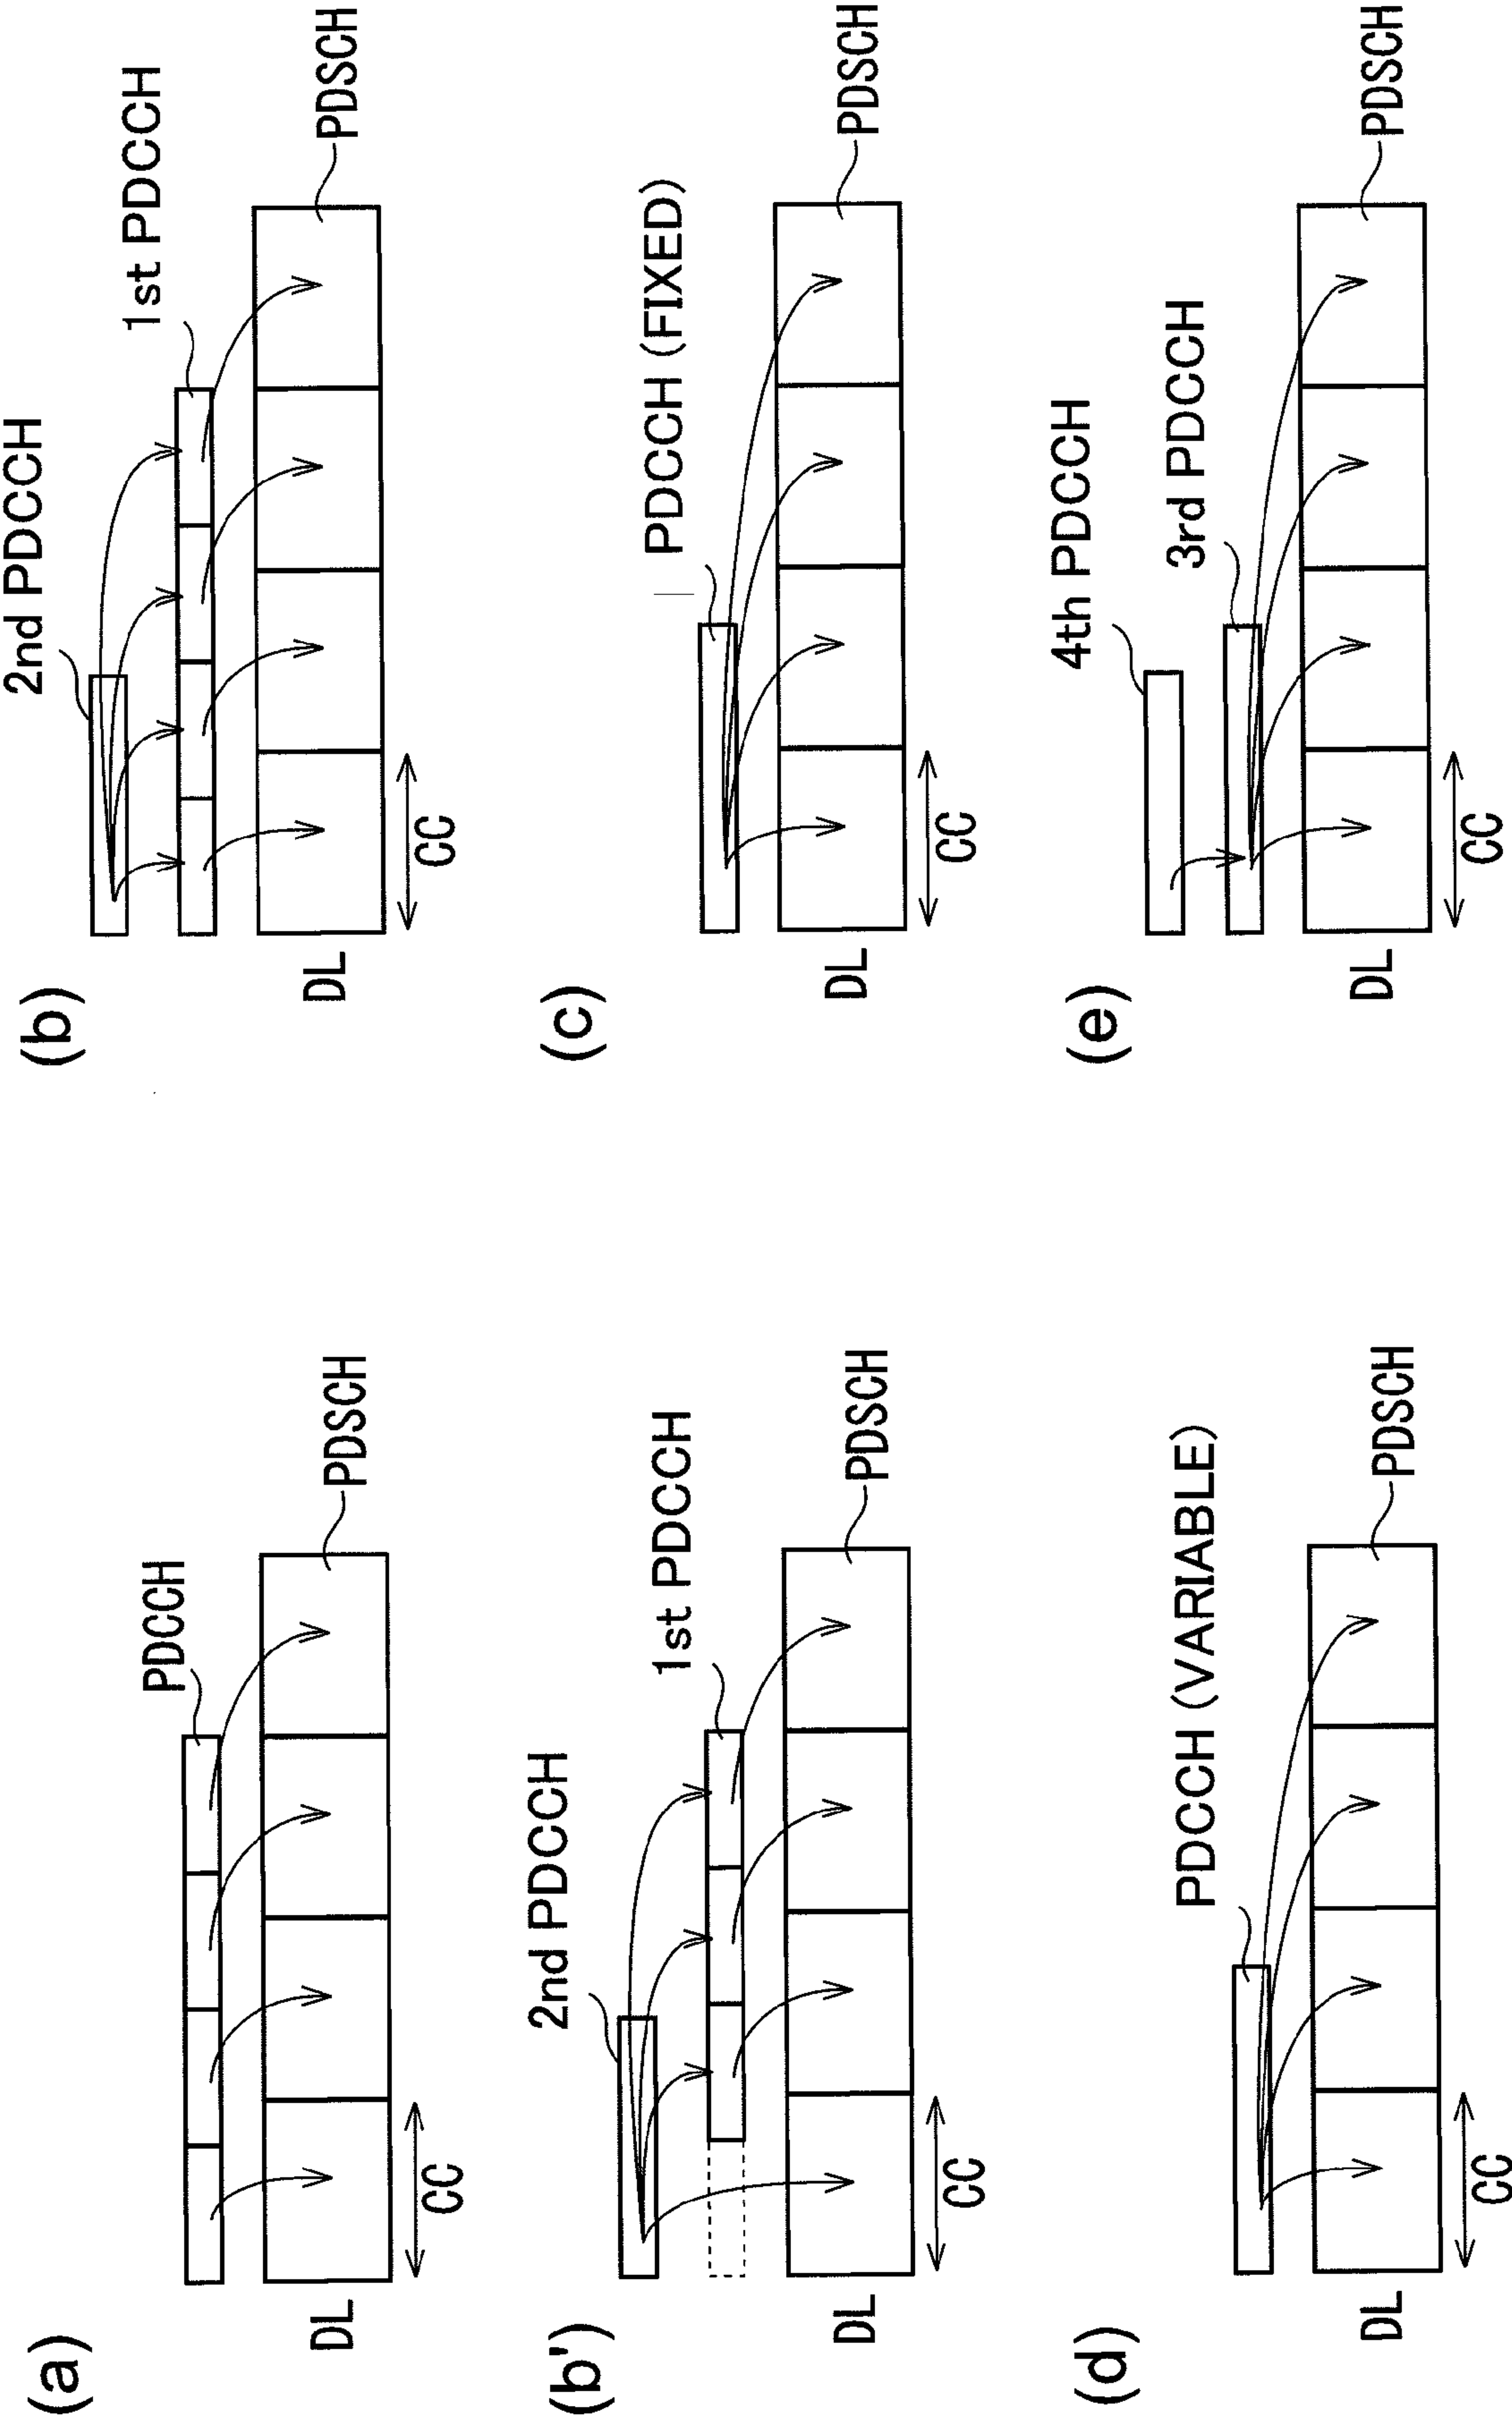 (a)
PDCCH
PDSCH
DL
CC
(b)
2nd PDCCH
1st PDCCH
PDSCH
DL
CC
(b')
2nd PDCCH
1st PDCCH
PDSCH
DL
CC
(c)
PDCCH (FIXED)
PDSCH
DL
CC
(d)
PDCCH (VARIABLE)
PDSCH
DL
CC
(e)
4th PDCCH
3rd PDCCH
PDSCH
DL
CC